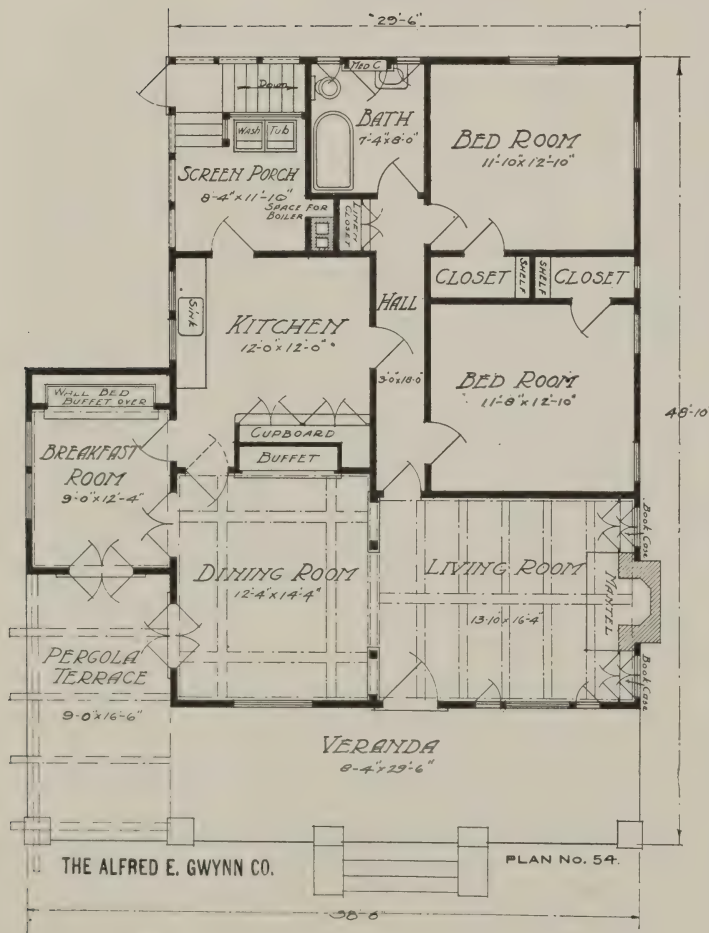 29'-6"
Down
Med C
BATH
7'-4"x8'-0"
BED ROOM
11'-10"x12'-10"
Wash Tub
SCREEN PORCH
8'-4"x11'-10"
SPACE FOR
BOILER
LINEN
CLOSET
CLOSET
SHELF
SHELF
CLOSET
HALL
3'-0"x18'-0"
Sink
KITCHEN
12'-0"x12'-0"
BED ROOM
11'-8"x12'-10"
48'-10
WALL BED
BUFFET OVER
CUPBOARD
BUFFET
BREAKFAST
ROOM
9'-0"x12'-4"
Book Case
DINING ROOM
12'-4"x14'-4"
LIVING ROOM
13'-10"x16'-4"
MANTEL
PERGOLA
TERRACE
9'-0"x16'-6"
Book Case
VERANDA
8'-4"x29'-6"
THE ALFRED E. GWYNN CO.
PLAN No. 54.
38'-6"